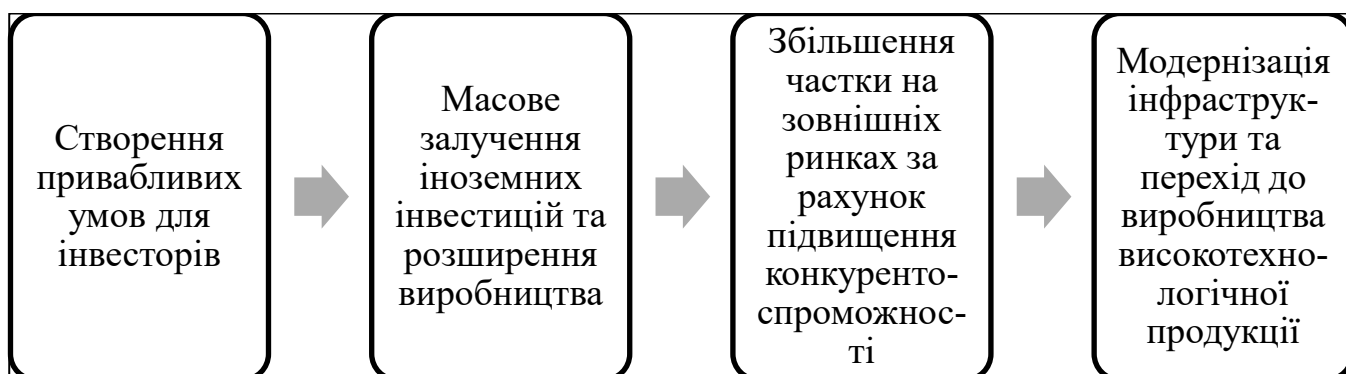 Створення
привабливих
умов для
інвесторів
Масове
залучення
іноземних
інвестицій та
розширення
виробництва
Збільшення
частки на
зовнішніх
ринках за
рахунок
підвищення
конкуренто-
спроможнос-
ті
Модернізація
інфраструк-
тури та
перехід до
виробництва
високотехно-
логічної
продукції